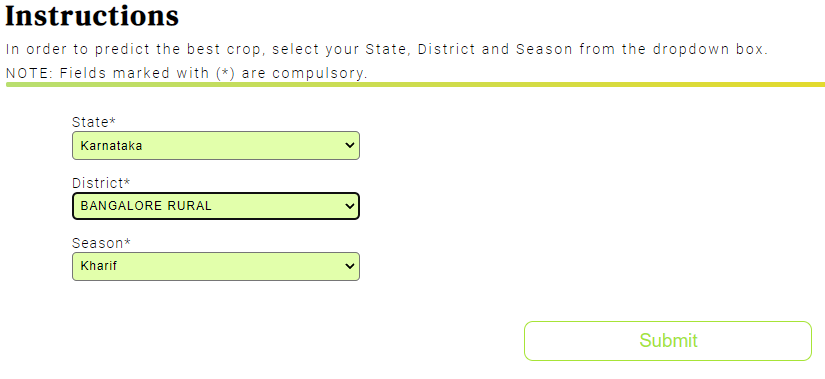 Instructions
In order to predict the best crop, select your State, District and Season from the dropdown box.
NOTE: Fields marked with (*) are compulsory.
State*
Karnataka
District*
BANGALORE RURAL
Season*
Kharif
Submit